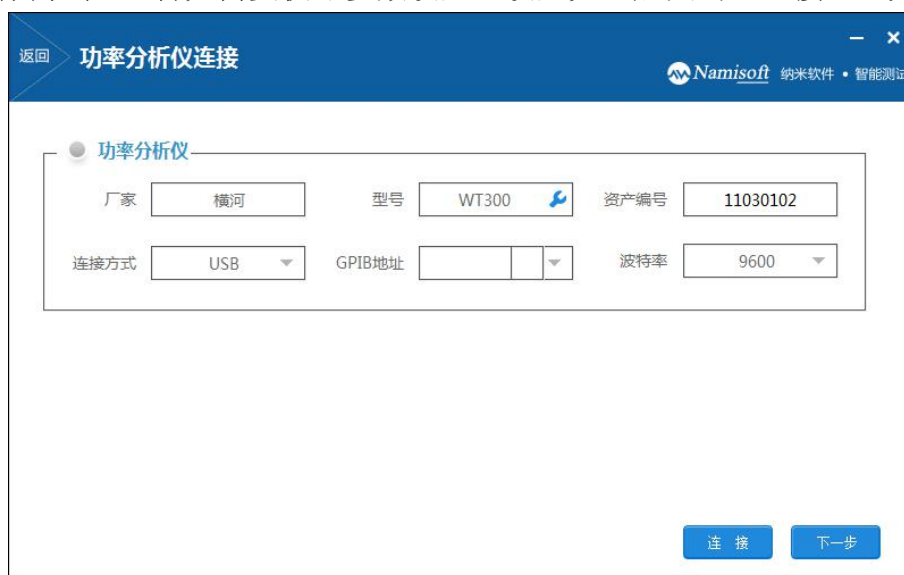 返回 功率分析仪连接
Namisoft 纳米软件 • 智能测试
功率分析仪
厂家 横河 型号 WT300 资产编号 11030102
连接方式 USB GPIB地址 波特率 9600
连 接 下一步